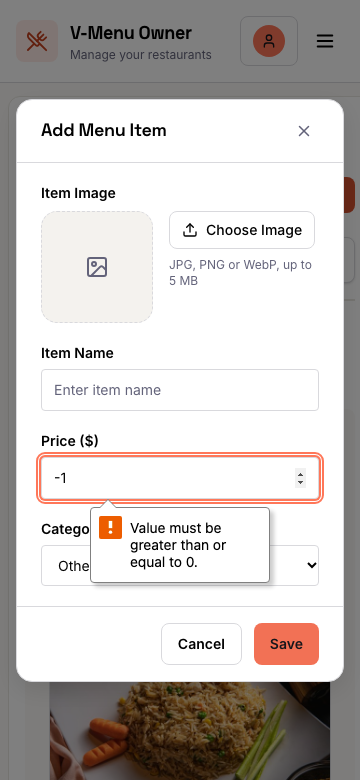 V-Menu Owner
Manage your restaurants
Add Menu Item
Item Image
Choose Image
JPG, PNG or WebP, up to
5 MB
Item Name
Enter item name
Price ($)
-1
Value must be
greater than or
equal to 0.
Cancel
Save